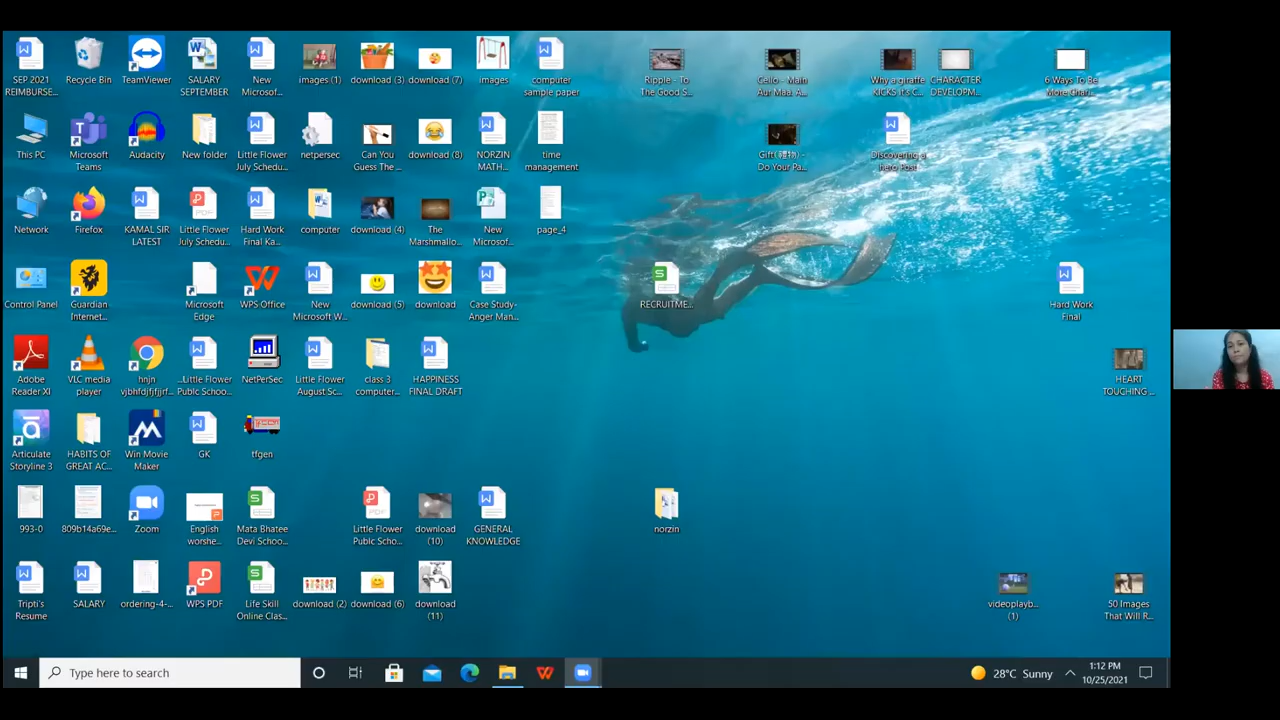 SEP 2021
REIMBURSE...
Recycle Bin
TeamViewer
SALARY
SEPTEMBER
New
Microsof...
images (1)
download (3)
download (7)
images
computer
sample paper
Ripple - To
The Good S...
Cello - Main
Aur Maa. A...
Why a giraffe
KICKS it's C...
CHARACTER
DEVELOPM...
6 Ways To Be
More Char...
This PC
Microsoft
Teams
Audacity
New folder
Little Flower
July Schedu...
netpersec
Can You
Guess The ...
download (8)
NORZIN
MATH...
time
management
Gift(禮物) -
Do Your Pa...
Discovering a
hero Post
Network
Firefox
KAMAL SIR
LATEST
Little Flower
July Schedu...
Hard Work
Final Ka...
computer
download (4)
The
Marshmallo...
New
Microsof...
page_4
Control Panel
Guardian
Internet...
Microsoft
Edge
WPS Office
New
Microsoft W...
download (5)
download
Case Study-
Anger Man...
RECRUITME...
Hard Work
Final
Adobe
Reader XI
VLC media
player
hnjn
vjbhfdjfjfjjrf...
..Little Flower
Publc Schoo...
NetPerSec
Little Flower
August Sc...
class 3
computer...
HAPPINESS
FINAL DRAFT
HEART
TOUCHING ...
Articulate
Storyline 3
HABITS OF
GREAT AC...
Win Movie
Maker
GK
tfgen
993-0
809b14a69e...
Zoom
English
worshe...
Mata Bhatee
Devi Schoo...
Little Flower
Publc Scho...
download
(10)
GENERAL
KNOWLEDGE
norzin
Tripti's
Resume
SALARY
ordering-4-...
WPS PDF
Life Skill
Online Clas...
download (2)
download (6)
download
(11)
videoplayb...
(1)
50 Images
That Will R...
Type here to search
28°C Sunny
1:12 PM
10/25/2021